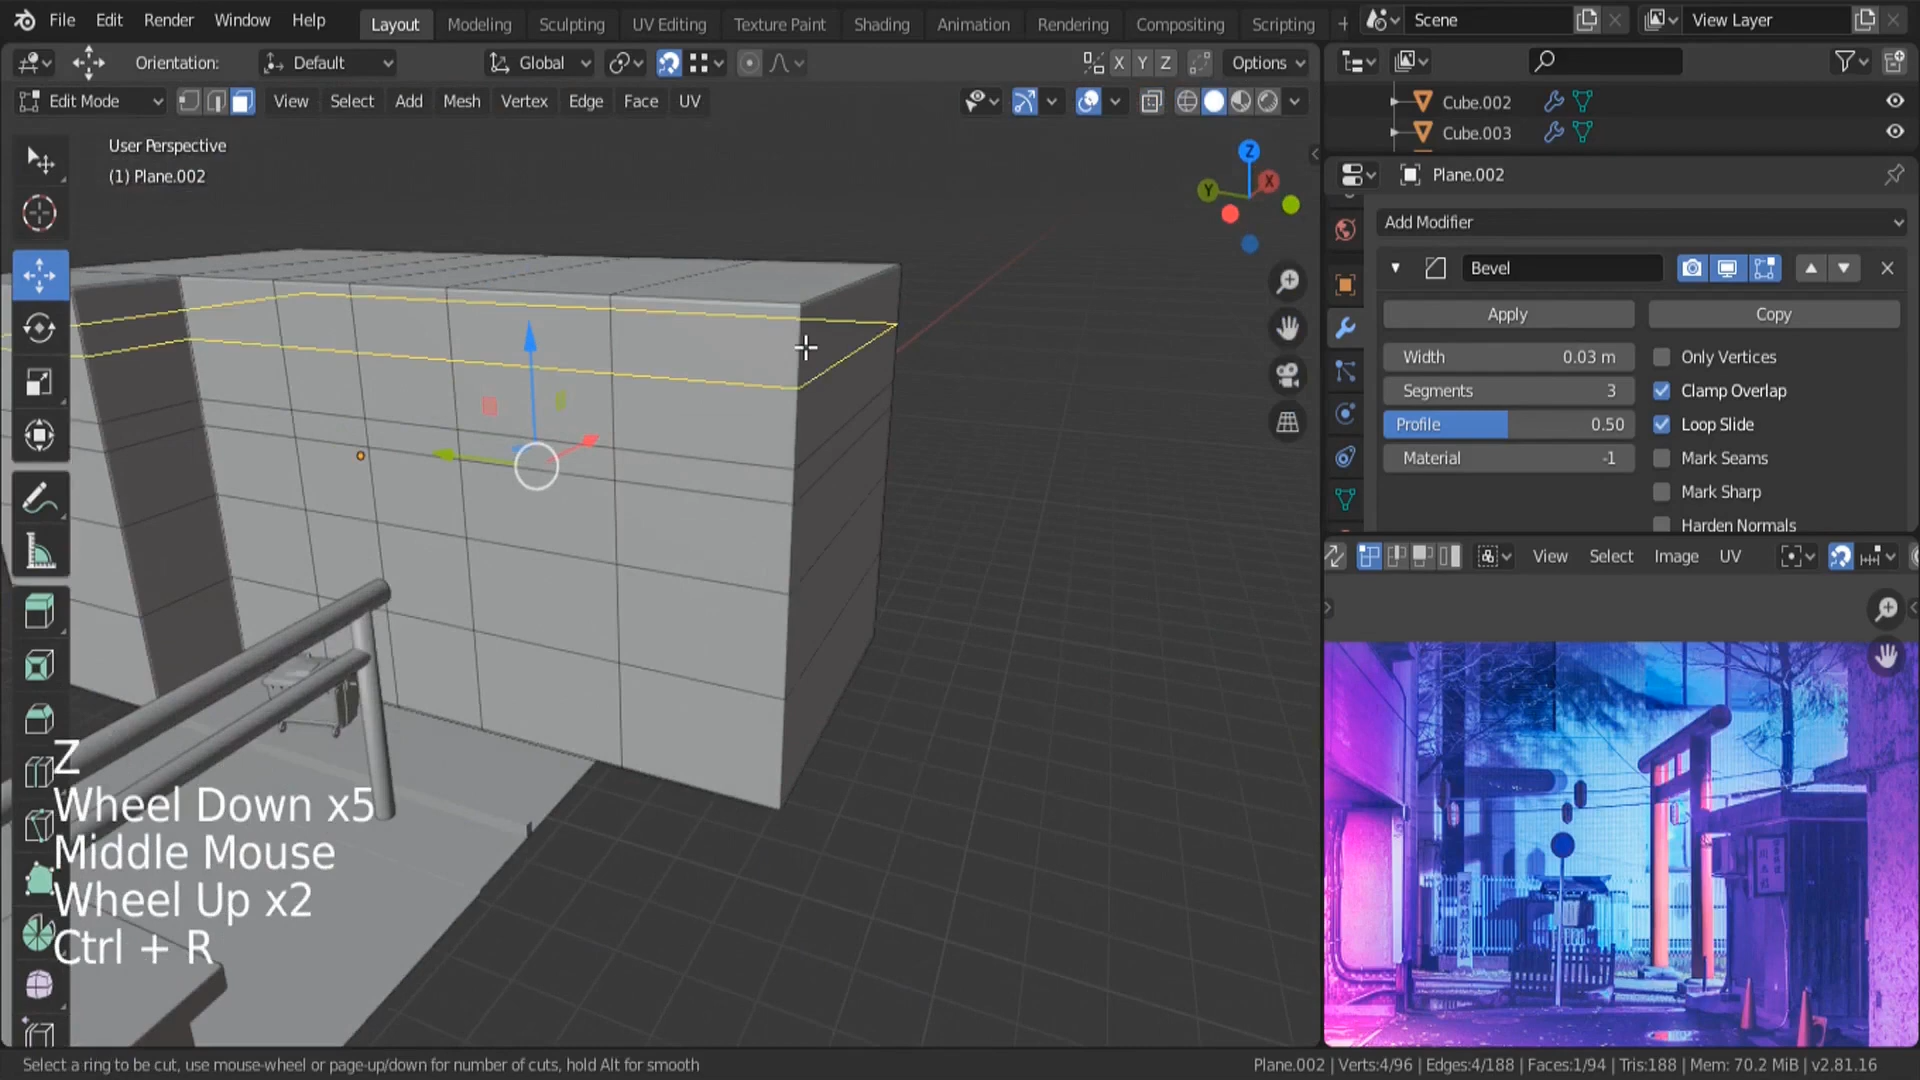 File Edit Render Window Help Layout Modeling Sculpting UV Editing Texture Paint Shading Animation Rendering Compositing Scripting + Scene View Layer
Orientation: Default Global X Y Z Options
Edit Mode View Select Add Mesh Vertex Edge Face UV
User Perspective
(1) Plane.002
Z
X
Y
Cube.002
Cube.003
Plane.002
Add Modifier
Bevel
Apply Copy
Width 0.03 m Only Vertices
Segments 3 Clamp Overlap
Profile 0.50 Loop Slide
Material -1 Mark Seams
Mark Sharp
Harden Normals
View Select Image UV
Z
Wheel Down x5
Middle Mouse
Wheel Up x2
Ctrl + R
Select a ring to be cut, use mouse-wheel or page-up/down for number of cuts, hold Alt for smooth
Plane.002 | Verts:4/96 | Edges:4/188 | Faces:1/94 | Tris:188 | Mem: 70.2 MiB | v2.81.16